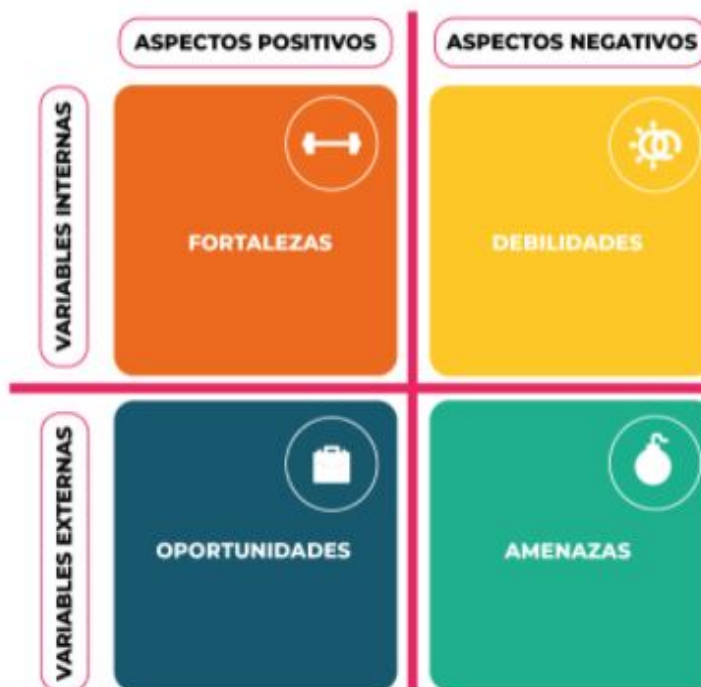 ASPECTOS POSITIVOS
ASPECTOS NEGATIVOS
VARIABLES INTERNAS
FORTALEZAS
DEBILIDADES
VARIABLES EXTERNAS
OPORTUNIDADES
AMENAZAS